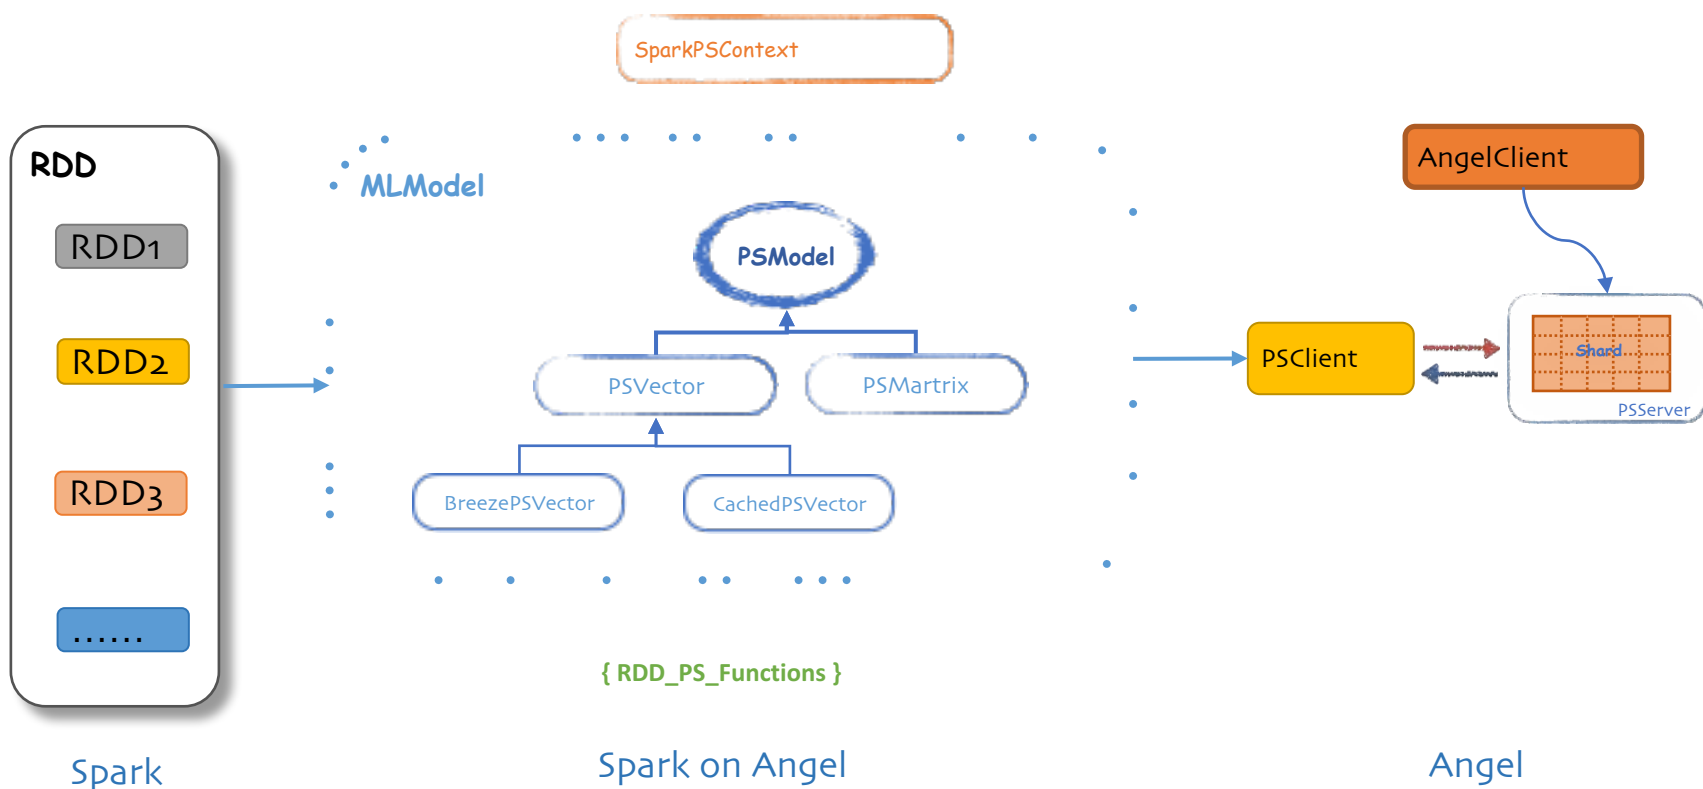 SparkPSContext
RDD
RDD1
RDD2
RDD3
......
Spark
MLModel
PSModel
PSVector
PSMartrix
BreezePSVector
CachedPSVector
{ RDD_PS_Functions }
Spark on Angel
AngelClient
PSClient
Shard
PSServer
Angel